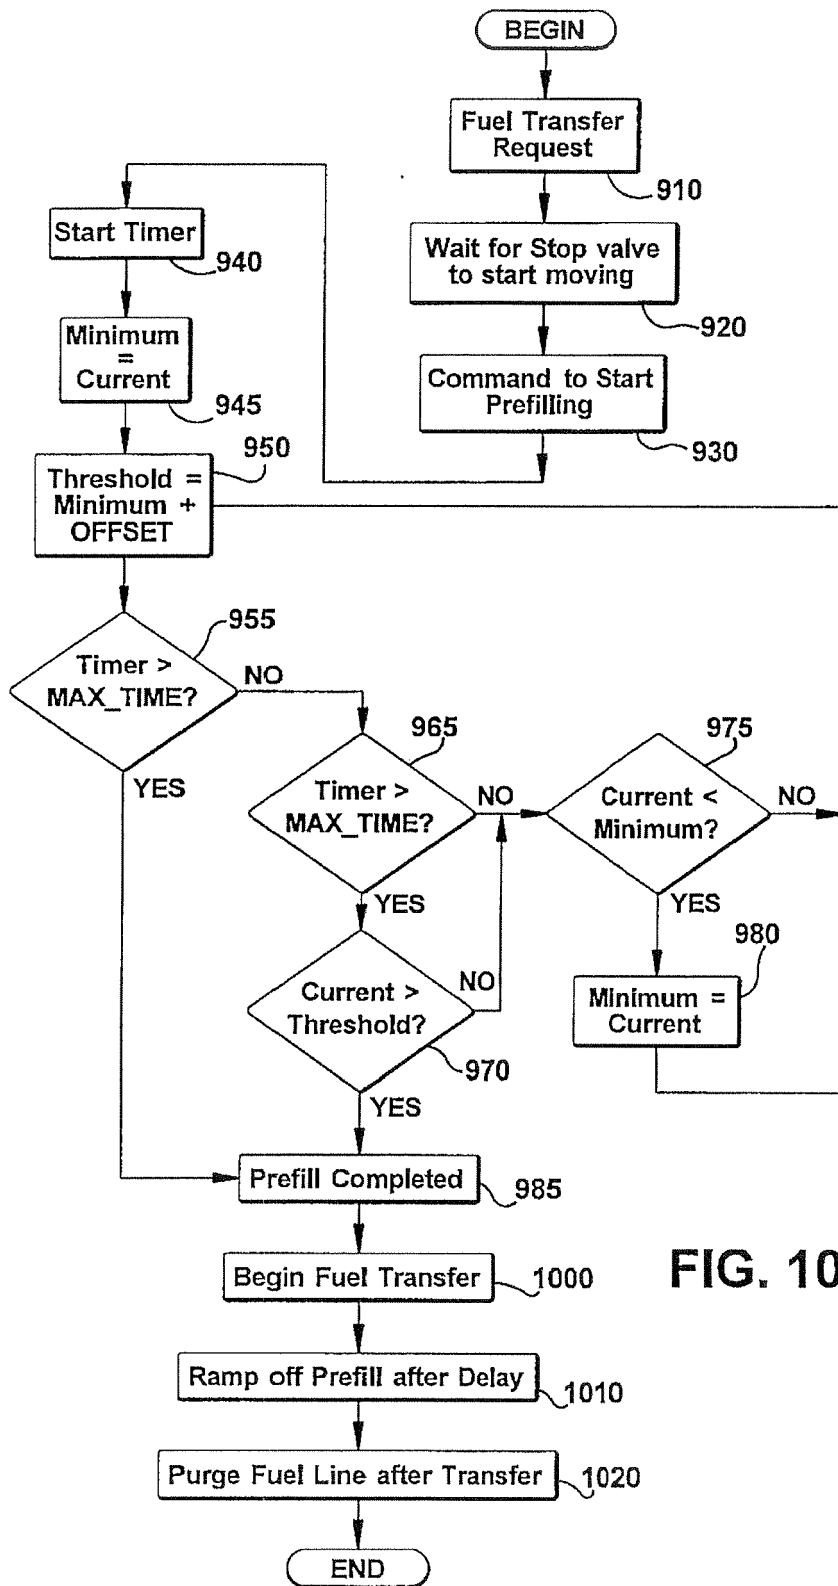 BEGIN
Fuel Transfer
Request
910
Wait for Stop valve
to start moving
920
Command to Start
Prefilling
930
Start Timer
940
Minimum
=
Current
945
950
Threshold =
Minimum +
OFFSET
955
Timer >
MAX_TIME?
NO
YES
965
Timer >
MAX_TIME?
NO
YES
975
Current <
Minimum?
NO
YES
980
Minimum =
Current
Current >
Threshold?
NO
970
YES
Prefill Completed
985
Begin Fuel Transfer
1000
FIG. 10
Ramp off Prefill after Delay
1010
Purge Fuel Line after Transfer
1020
END